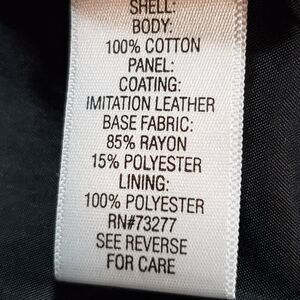 SHELL:
BODY:
100% COTTON
PANEL:
COATING:
IMITATION LEATHER
BASE FABRIC:
85% RAYON
15% POLYESTER
LINING:
100% POLYESTER
RN#73277
SEE REVERSE
FOR CARE